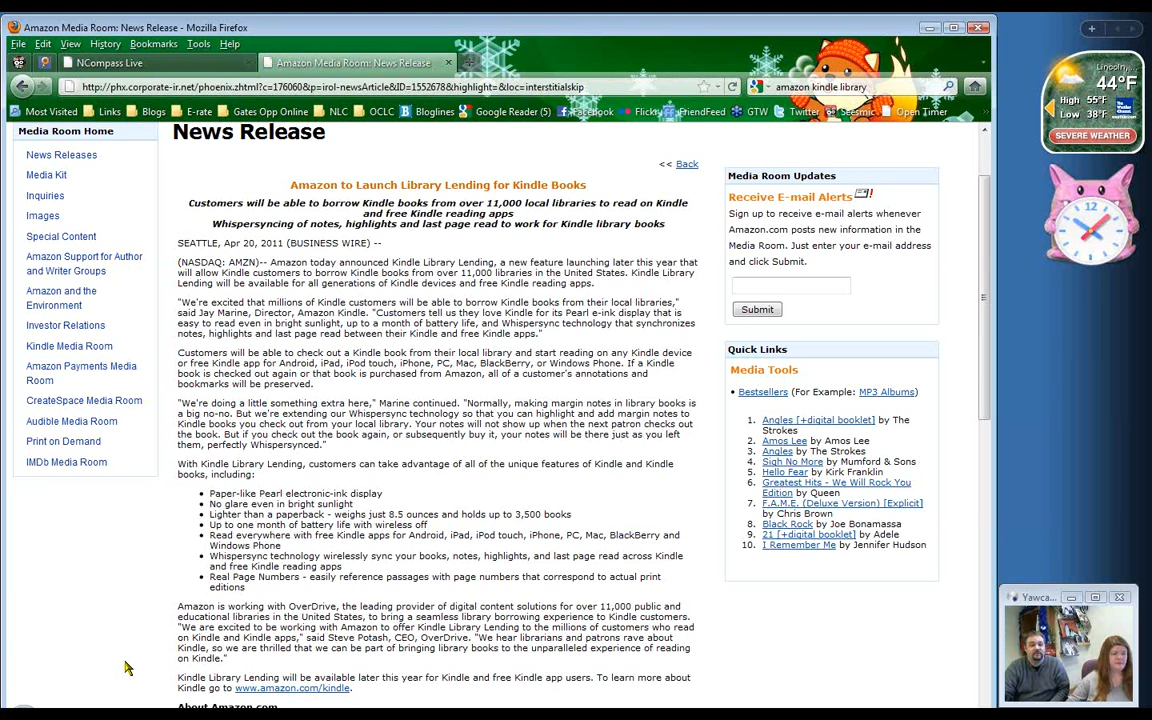 Amazon Media Room: News Release - Mozilla Firefox
File Edit View History Bookmarks Tools Help
NCompass Live
Amazon Media Room: News Release
http://phx.corporate-ir.net/phoenix.zhtml?c=176060&p=irol-newsArticle&ID=1552678&highlight=&loc=interstitialskip
amazon kindle library
Most Visited Links Blogs E-rate Gates Opp Online NLC OCLC Bloglines Google Reader (5) Facebook Flickr FriendFeed GTW Twitter Seesmic Open Timer
Media Room Home
News Releases
Media Kit
Inquiries
Images
Special Content
Amazon Support for Author
and Writer Groups
Amazon and the
Environment
Investor Relations
Kindle Media Room
Amazon Payments Media
Room
CreateSpace Media Room
Audible Media Room
Print on Demand
IMDb Media Room
News Release
<< Back
Amazon to Launch Library Lending for Kindle Books
Customers will be able to borrow Kindle books from over 11,000 local libraries to read on Kindle
and free Kindle reading apps
Whispersyncing of notes, highlights and last page read to work for Kindle library books
SEATTLE, Apr 20, 2011 (BUSINESS WIRE) --
(NASDAQ: AMZN)-- Amazon today announced Kindle Library Lending, a new feature launching later this year that
will allow Kindle customers to borrow Kindle books from over 11,000 libraries in the United States. Kindle Library
Lending will be available for all generations of Kindle devices and free Kindle reading apps.
"We're excited that millions of Kindle customers will be able to borrow Kindle books from their local libraries,"
said Jay Marine, Director, Amazon Kindle. "Customers tell us they love Kindle for its Pearl e-ink display that is
easy to read even in bright sunlight, up to a month of battery life, and Whispersync technology that synchronizes
notes, highlights and last page read between their Kindle and free Kindle apps."
Customers will be able to check out a Kindle book from their local library and start reading on any Kindle device
or free Kindle app for Android, iPad, iPod touch, iPhone, PC, Mac, BlackBerry, or Windows Phone. If a Kindle
book is checked out again or that book is purchased from Amazon, all of a customer's annotations and
bookmarks will be preserved.
"We're doing a little something extra here," Marine continued. "Normally, making margin notes in library books is
a big no-no. But we're extending our Whispersync technology so that you can highlight and add margin notes to
Kindle books you check out from your local library. Your notes will not show up when the next patron checks out
the book. But if you check out the book again, or subsequently buy it, your notes will be there just as you left
them, perfectly Whispersynced."
With Kindle Library Lending, customers can take advantage of all of the unique features of Kindle and Kindle
books, including:
• Paper-like Pearl electronic-ink display
• No glare even in bright sunlight
• Lighter than a paperback - weighs just 8.5 ounces and holds up to 3,500 books
• Up to one month of battery life with wireless off
• Read everywhere with free Kindle apps for Android, iPad, iPod touch, iPhone, PC, Mac, BlackBerry and
Windows Phone
• Whispersync technology wirelessly sync your books, notes, highlights, and last page read across Kindle
and free Kindle reading apps
• Real Page Numbers - easily reference passages with page numbers that correspond to actual print
editions
Amazon is working with OverDrive, the leading provider of digital content solutions for over 11,000 public and
educational libraries in the United States, to bring a seamless library borrowing experience to Kindle customers.
"We are excited to be working with Amazon to offer Kindle Library Lending to the millions of customers who read
on Kindle and Kindle apps," said Steve Potash, CEO, OverDrive. "We hear librarians and patrons rave about
Kindle, so we are thrilled that we can be part of bringing library books to the unparalleled experience of reading
on Kindle."
Kindle Library Lending will be available later this year for Kindle and free Kindle app users. To learn more about
Kindle go to www.amazon.com/kindle.
About Amazon.com
Media Room Updates
Receive E-mail Alerts
Sign up to receive e-mail alerts whenever
Amazon.com posts new information in the
Media Room. Just enter your e-mail address
and click Submit.
Submit
Quick Links
Media Tools
• Bestsellers (For Example: MP3 Albums)
1. Angles [+digital booklet] by The
Strokes
2. Amos Lee by Amos Lee
3. Angles by The Strokes
4. Sigh No More by Mumford & Sons
5. Hello Fear by Kirk Franklin
6. Greatest Hits - We Will Rock You
Edition by Queen
7. F.A.M.E. (Deluxe Version) [Explicit]
by Chris Brown
8. Black Rock by Joe Bonamassa
9. 21 [+digital booklet] by Adele
10. I Remember Me by Jennifer Hudson
Lincoln,
44°F
High 55°F
Low 38°F
SEVERE WEATHER
12
Yawca...